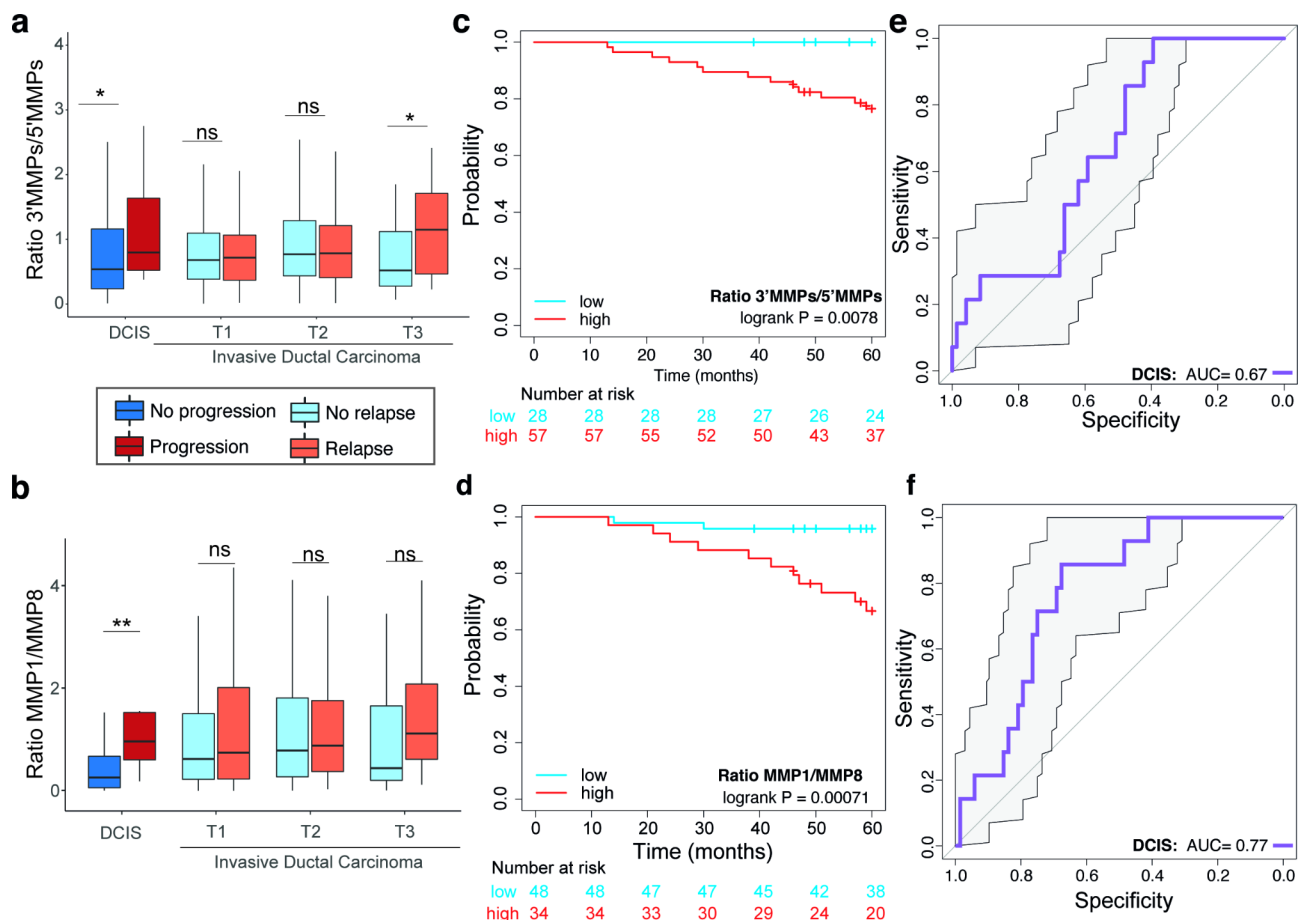 a
Ratio 3'MMPs/5'MMPs
4
3
2
1
0
*
ns
ns
*
DCIS
T1
T2
T3
Invasive Ductal Carcinoma
No progression
No relapse
Progression
Relapse
b
Ratio MMP1/MMP8
4
2
0
**
ns
ns
ns
DCIS
T1
T2
T3
Invasive Ductal Carcinoma
c
Probability
1.0
0.8
0.6
0.4
0.2
0.0
low
high
Ratio 3'MMPs/5'MMPs
logrank P = 0.0078
0 10 20 30 40 50 60
Time (months)
Number at risk
low 28 28 28 28 27 26 24
high 57 57 55 52 50 43 37
d
Probability
1.0
0.8
0.6
0.4
0.2
0.0
low
high
Ratio MMP1/MMP8
logrank P = 0.00071
0 10 20 30 40 50 60
Time (months)
Number at risk
low 48 48 47 47 45 42 38
high 34 34 33 30 29 24 20
e
Sensitivity
1.0
0.8
0.6
0.4
0.2
0.0
DCIS: AUC= 0.67
1.0 0.8 0.6 0.4 0.2 0.0
Specificity
f
Sensitivity
1.0
0.8
0.6
0.4
0.2
0.0
DCIS: AUC= 0.77
1.0 0.8 0.6 0.4 0.2 0.0
Specificity